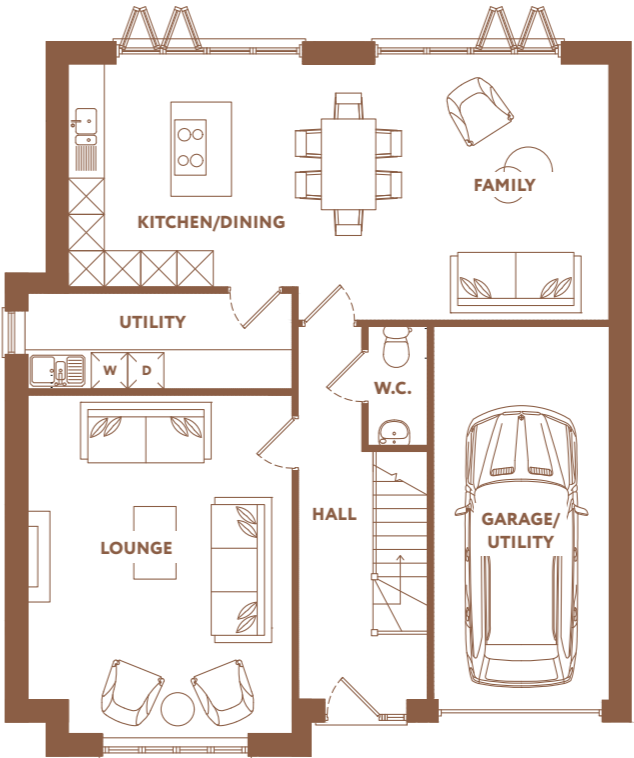 KITCHEN/DINING
FAMILY
UTILITY
W D
W.C.
LOUNGE
HALL
GARAGE/
UTILITY